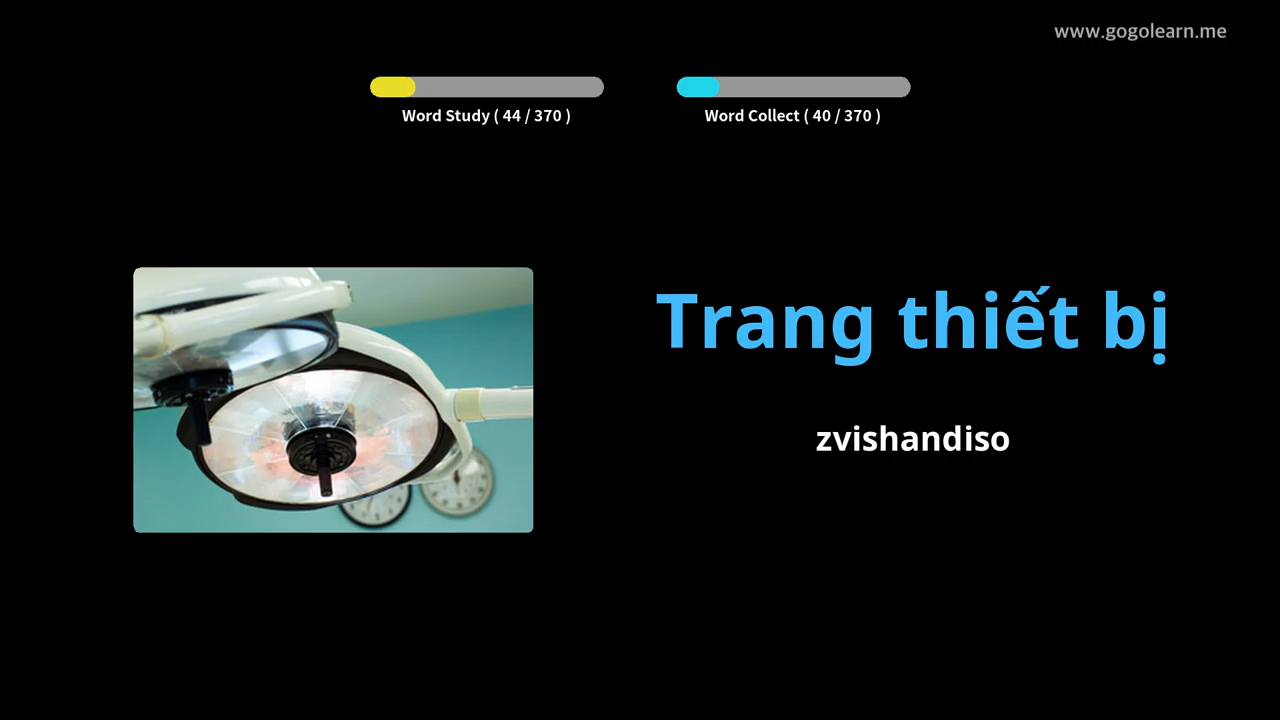 www.gogolearn.me
Word Study ( 44 / 370 )
Word Collect ( 40 / 370 )
Trang thiết bị
zvishandiso